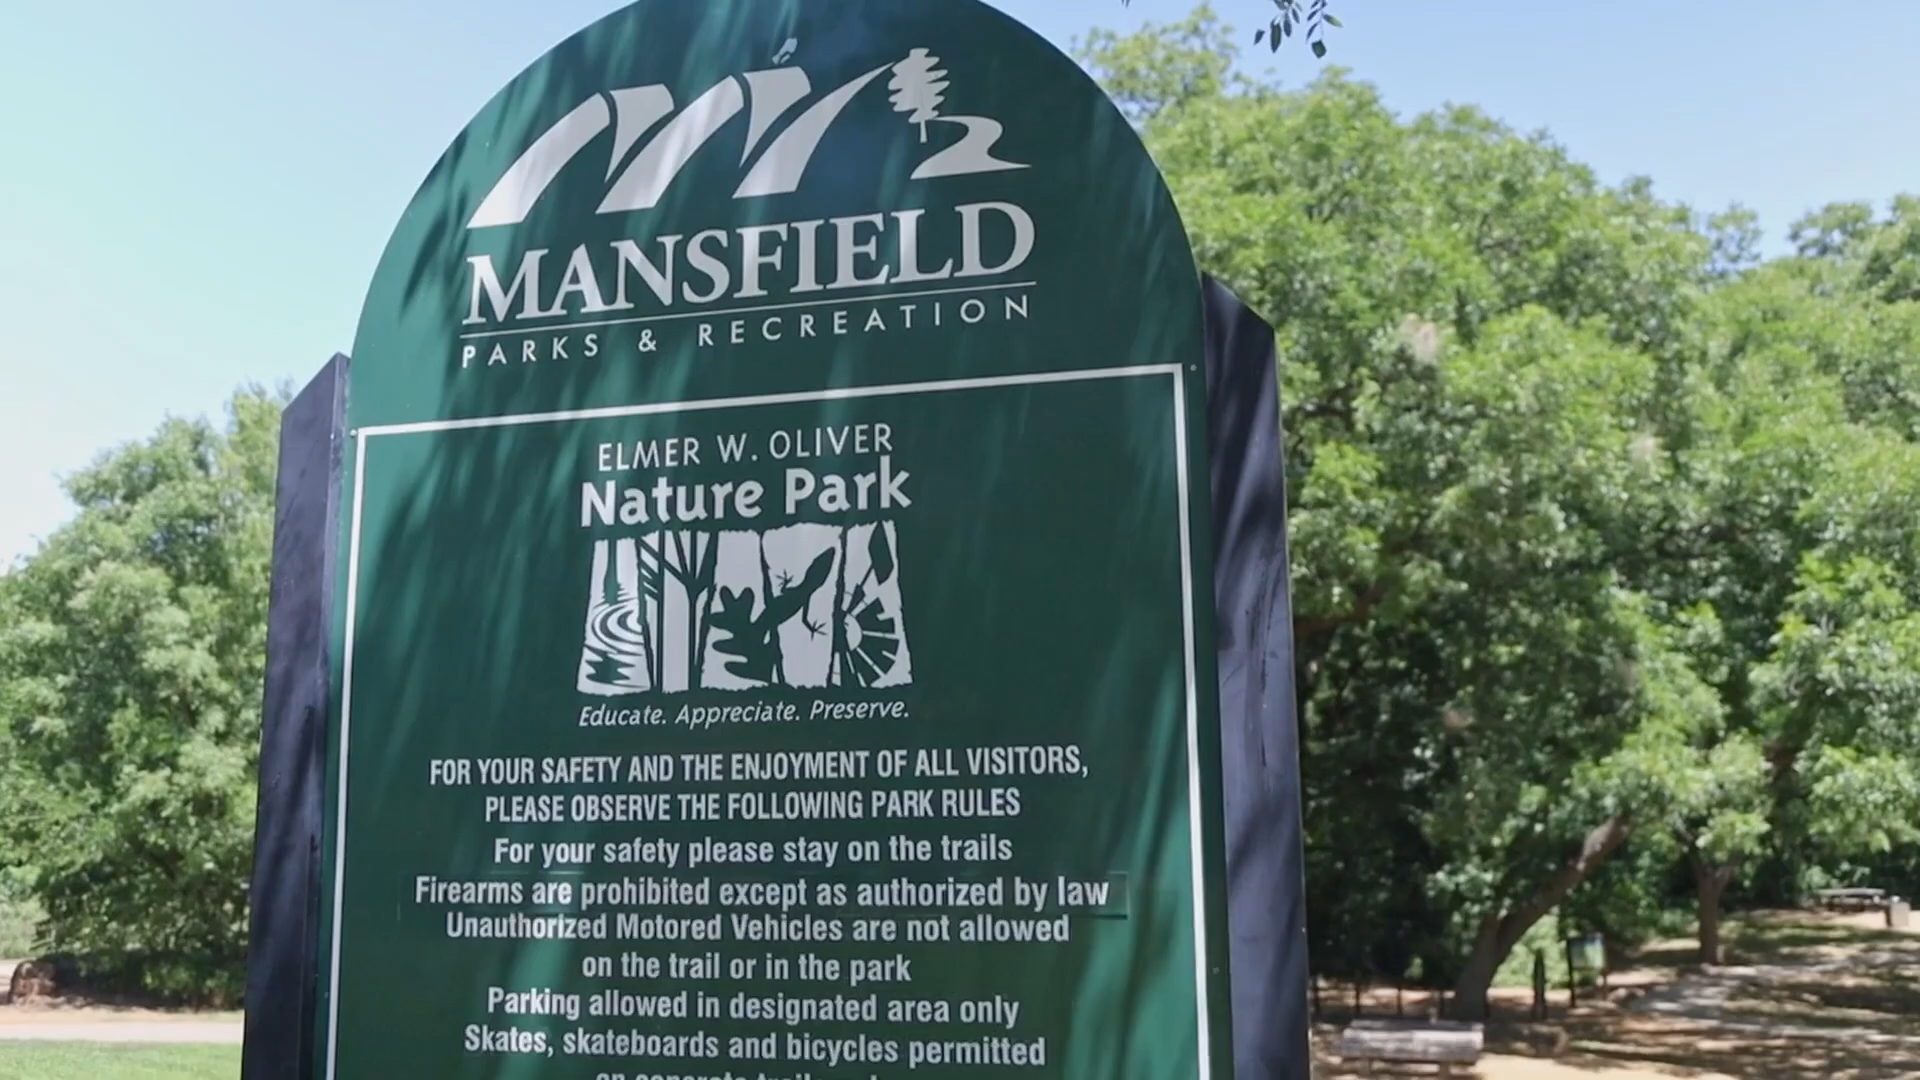 MANSFIELD
PARKS & RECREATION
ELMER W. OLIVER
Nature Park
Educate. Appreciate. Preserve.
FOR YOUR SAFETY AND THE ENJOYMENT OF ALL VISITORS,
PLEASE OBSERVE THE FOLLOWING PARK RULES
For your safety please stay on the trails
Firearms are prohibited except as authorized by law
Unauthorized Motored Vehicles are not allowed
on the trail or in the park
Parking allowed in designated area only
Skates, skateboards and bicycles permitted
on concrete